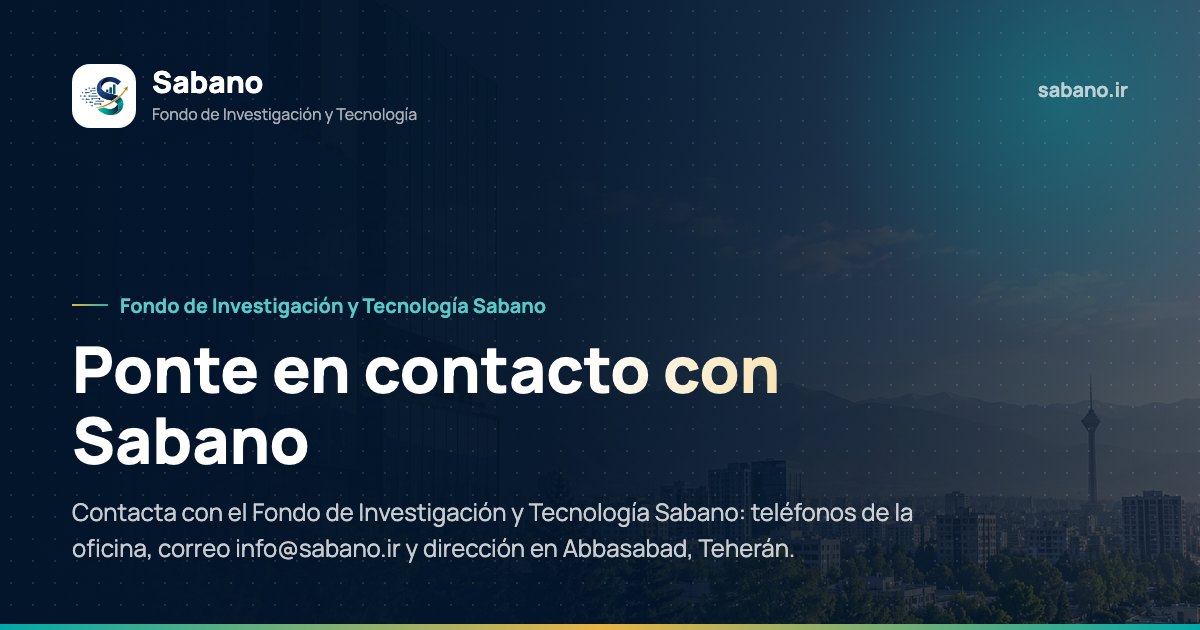 Sabano
Fondo de Investigación y Tecnología
sabano.ir
Fondo de Investigación y Tecnología Sabano
Ponte en contacto con
Sabano
Contacta con el Fondo de Investigación y Tecnología Sabano: teléfonos de la
oficina, correo info@sabano.ir y dirección en Abbasabad, Teherán.